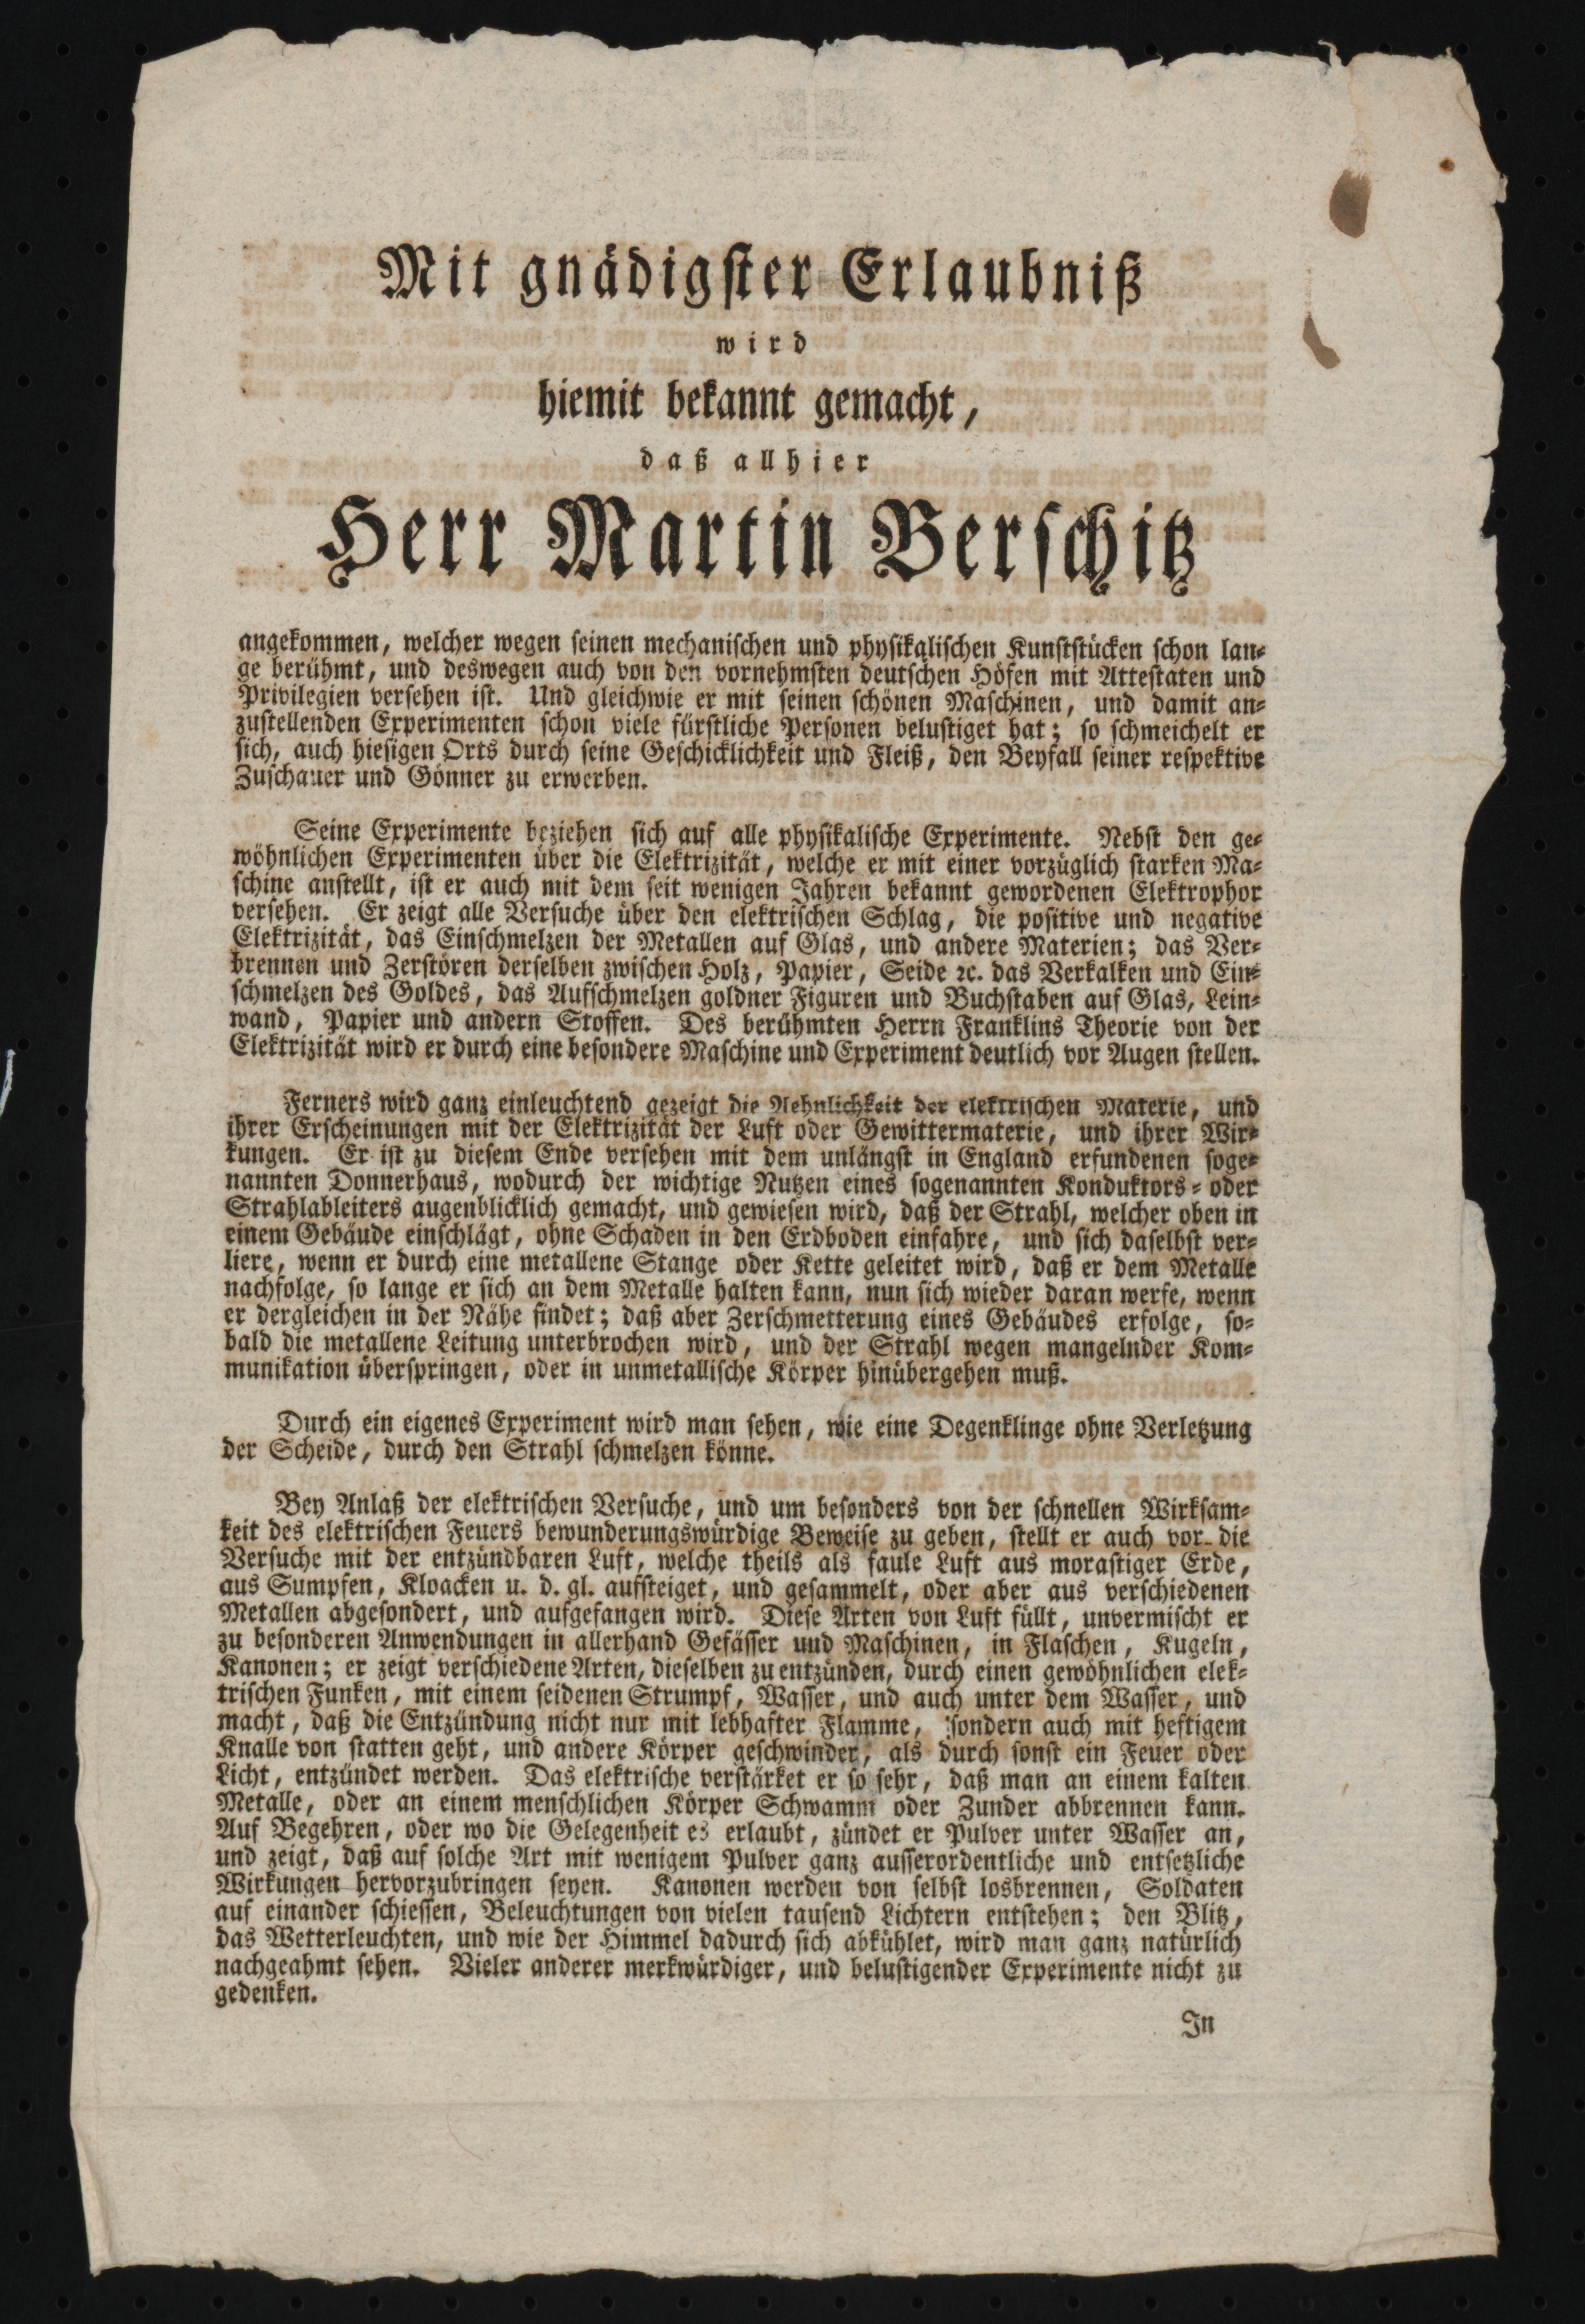 Mit gnädigster Erlaubniß
wird
hiemit bekannt gemacht,
daß allhier
Herr Martin Berschitz
angekommen, welcher wegen seinen mechanischen und physikalischen Kunststücken schon lan-
ge berühmt, und deswegen auch von den vornehmsten deutschen Höfen mit Attestaten und
Privilegien versehen ist. Und gleichwie er mit seinen schönen Maschinen, und damit an-
zustellenden Experimenten schon viele fürstliche Personen belustiget hat; so schmeichelt er
sich, auch hiesigen Orts durch seine Geschicklichkeit und Fleiß, den Beyfall seiner respektive
Zuschauer und Gönner zu erwerben.
Seine Experimente beziehen sich auf alle physikalische Experimente. Nebst den ge-
wöhnlichen Experimenten über die Elektrizität, welche er mit einer vorzüglich starken Ma-
schine anstellt, ist er auch mit dem seit wenigen Jahren bekannt gewordenen Elektrophor
versehen. Er zeigt alle Versuche über den elektrischen Schlag, die positive und negative
Elektrizität, das Einschmelzen der Metallen auf Glas, und andere Materien; das Ver-
brennen und Zerstören derselben zwischen Holz, Papier, Seide ꝛc. das Verkalken und Ein-
schmelzen des Goldes, das Aufschmelzen goldner Figuren und Buchstaben auf Glas, Lein-
wand, Papier und andern Stoffen. Des berühmten Herrn Franklins Theorie von der
Elektrizität wird er durch eine besondere Maschine und Experiment deutlich vor Augen stellen.
Ferners wird ganz einleuchtend gezeigt die Aehnlichkeit der elektrischen Materie, und
ihrer Erscheinungen mit der Elektrizität der Luft oder Gewittermaterie, und ihrer Wir-
kungen. Er ist zu diesem Ende versehen mit dem unlängst in England erfundenen soge-
nannten Donnerhaus, wodurch der wichtige Nutzen eines sogenannten Konduktors- oder
Strahlableiters augenblicklich gemacht, und gewiesen wird, daß der Strahl, welcher oben in
einem Gebäude einschlägt, ohne Schaden in den Erdboden einfahre, und sich daselbst ver-
liere, wenn er durch eine metallene Stange oder Kette geleitet wird, daß er dem Metalle
nachfolge, so lange er sich an dem Metalle halten kann, nun sich wieder daran werfe, wenn
er dergleichen in der Nähe findet; daß aber Zerschmetterung eines Gebäudes erfolge, so-
bald die metallene Leitung unterbrochen wird, und der Strahl wegen mangelnder Kom-
munikation überspringen, oder in unmetallische Körper hinübergehen muß.
Durch ein eigenes Experiment wird man sehen, wie eine Degenklinge ohne Verletzung
der Scheide, durch den Strahl schmelzen könne.
Bey Anlaß der elektrischen Versuche, und um besonders von der schnellen Wirksam-
keit des elektrischen Feuers bewunderungswürdige Beweise zu geben, stellt er auch vor die
Versuche mit der entzündbaren Luft, welche theils als faule Luft aus morastiger Erde,
aus Sumpfen, Kloacken u. d. gl. aufsteiget, und gesammelt, oder aber aus verschiedenen
Metallen abgesondert, und aufgefangen wird. Diese Arten von Luft füllt, unvermischt er
zu besonderen Anwendungen in allerhand Gefässer und Maschinen, in Flaschen, Kugeln,
Kanonen; er zeigt verschiedene Arten, dieselben zu entzünden, durch einen gewöhnlichen elek-
trischen Funken, mit einem seidenen Strumpf, Wasser, und auch unter dem Wasser, und
macht, daß die Entzündung nicht nur mit lebhafter Flamme, sondern auch mit heftigem
Knalle von statten geht, und andere Körper geschwinder, als durch sonst ein Feuer oder
Licht, entzündet werden. Das elektrische verstärket er so sehr, daß man an einem kalten
Metalle, oder an einem menschlichen Körper Schwamm oder Zunder abbrennen kann.
Auf Begehren, oder wo die Gelegenheit es erlaubt, zündet er Pulver unter Wasser an,
und zeigt, daß auf solche Art mit wenigem Pulver ganz ausserordentliche und entsetzliche
Wirkungen hervorzubringen seyen. Kanonen werden von selbst losbrennen, Soldaten
auf einander schiessen, Beleuchtungen von vielen tausend Lichtern entstehen; den Blitz,
das Wetterleuchten, und wie der Himmel dadurch sich abkühlet, wird man ganz natürlich
nachgeahmt sehen. Vieler anderer merkwürdiger, und belustigender Experimente nicht zu
gedenken.
In